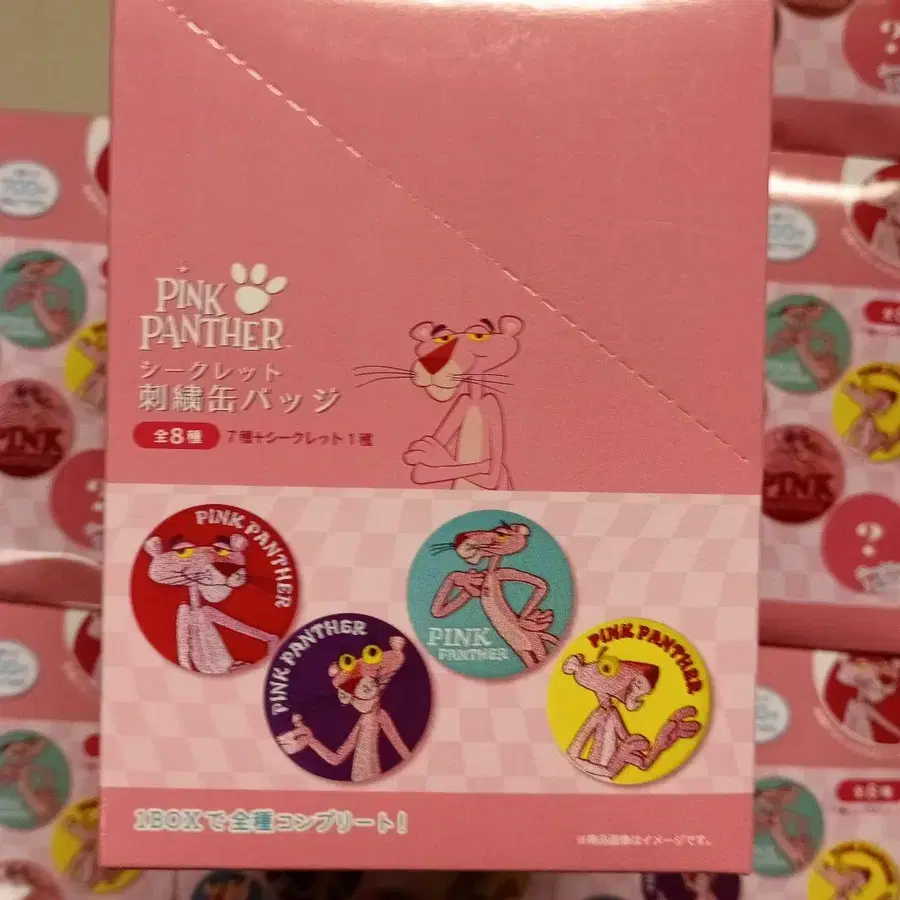 PINK
PANTHER
シークレット
刺繍缶バッジ
全8種 7種+シークレット1種
PINK PANTHER
PINK PANTHER
PINK
PANTHER
PINK PANTHER
1BOXで全種コンプリート!
※商品画像はイメージです。
PINK
?
PINK
?
?